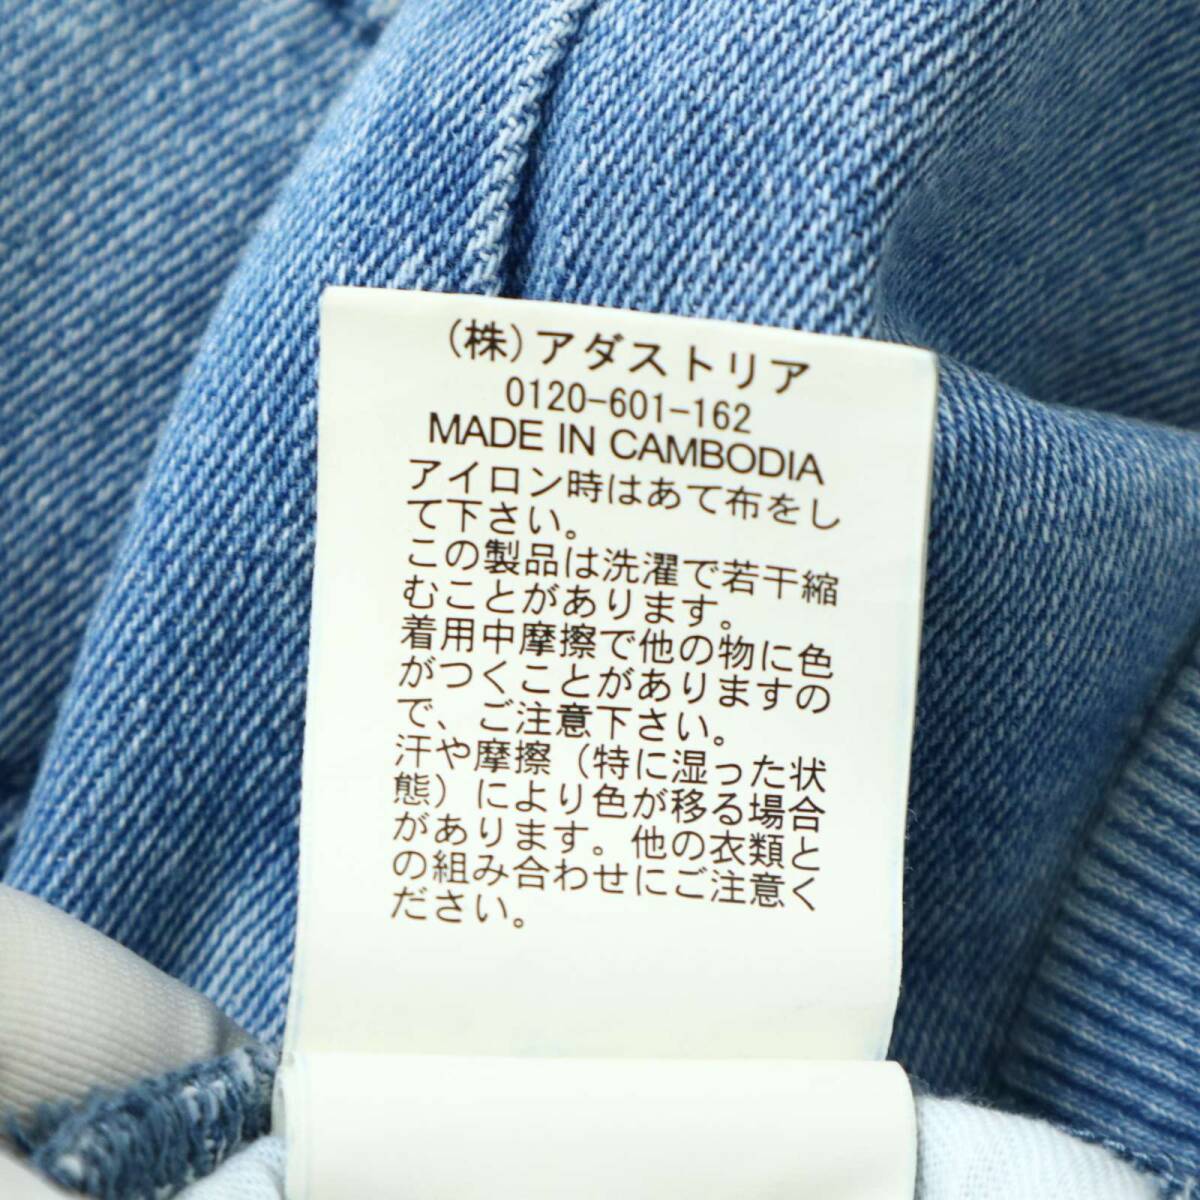 (株)アダストリア
0120-601-162
MADE IN CAMBODIA
アイロン時はあて布をし
て下さい。
この製品は洗濯で若干縮
むことがあります。
着用中摩擦で他の物に色
がつくことがありますの
で、ご注意下さい。
汗や摩擦（特に湿った状
態）により色が移る場合
があります。他の衣類と
の組み合わせにご注意く
ださい。